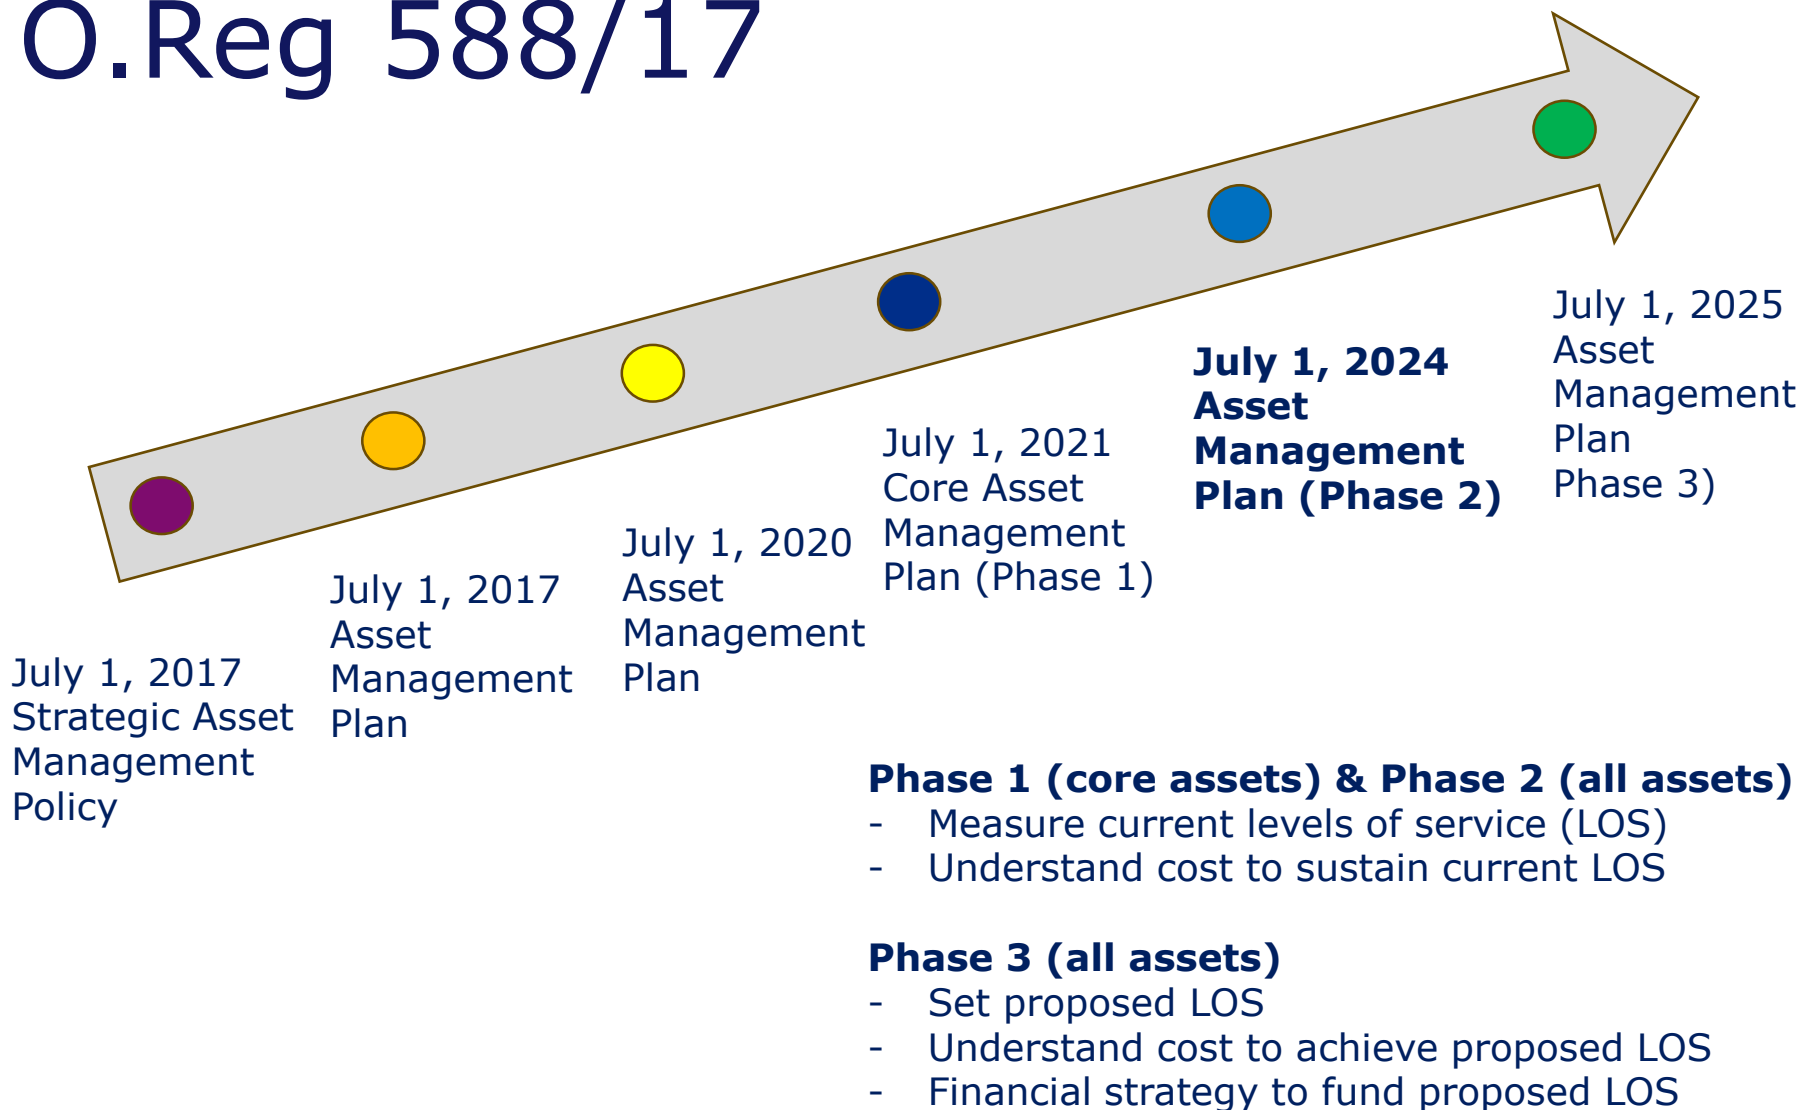 O.Reg 588/17
July 1, 2017
Strategic Asset
Management
Policy
July 1, 2017
Asset
Management
Plan
July 1, 2020
Asset
Management
Plan
July 1, 2021
Core Asset
Management
Plan (Phase 1)
July 1, 2024
Asset
Management
Plan (Phase 2)
July 1, 2025
Asset
Management
Plan
Phase 3)
Phase 1 (core assets) & Phase 2 (all assets)
- Measure current levels of service (LOS)
- Understand cost to sustain current LOS
Phase 3 (all assets)
- Set proposed LOS
- Understand cost to achieve proposed LOS
- Financial strategy to fund proposed LOS